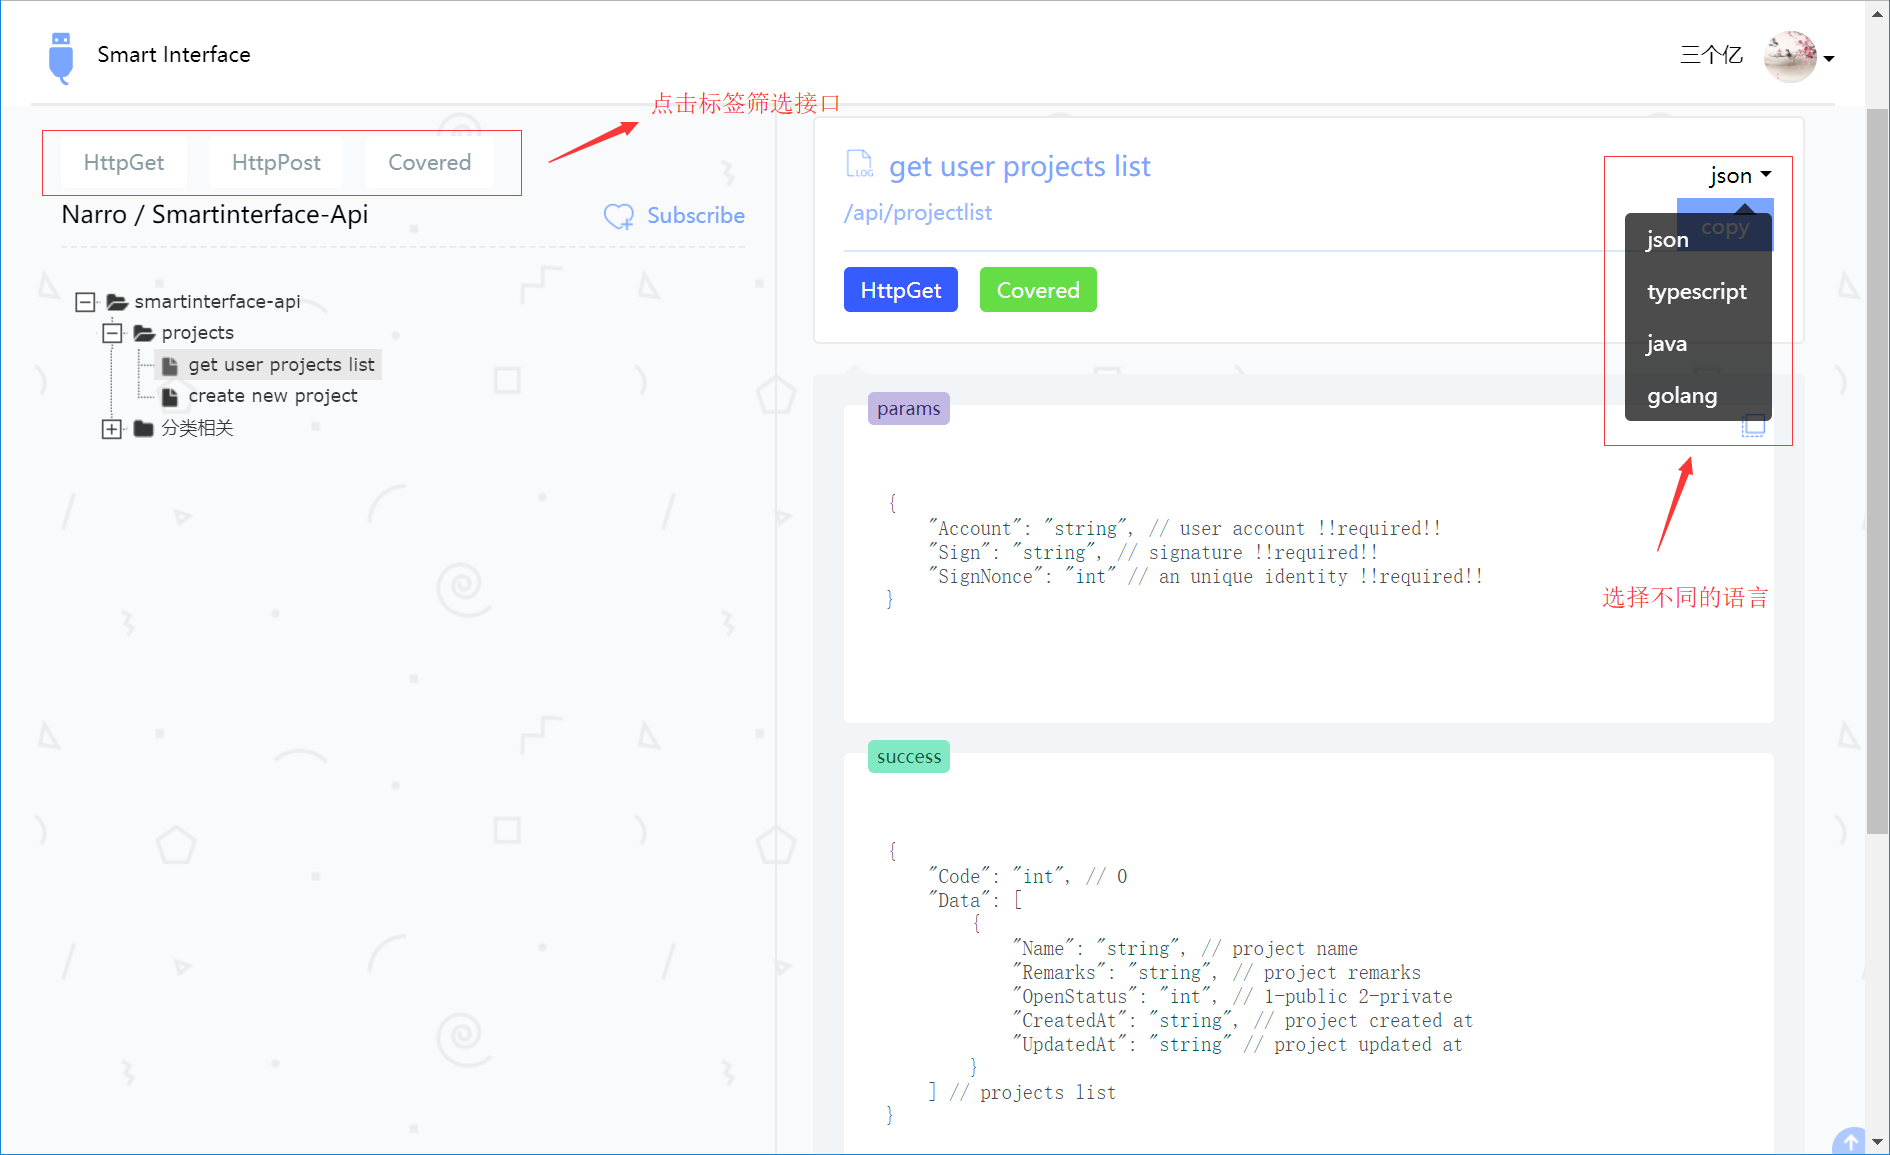 Smart Interface
三个亿
点击标签筛选接口
HttpGet
HttpPost
Covered
Narro / Smartinterface-Api
Subscribe
smartinterface-api
projects
get user projects list
create new project
分类相关
LOG
get user projects list
/api/projectlist
HttpGet
Covered
json
copy
json
typescript
java
golang
选择不同的语言
params
{
"Account": "string", // user account !!required!!
"Sign": "string", // signature !!required!!
"SignNonce": "int" // an unique identity !!required!!
}
success
{
"Code": "int", // 0
"Data": [
{
"Name": "string", // project name
"Remarks": "string", // project remarks
"OpenStatus": "int", // 1-public 2-private
"CreatedAt": "string", // project created at
"UpdatedAt": "string" // project updated at
}
] // projects list
}